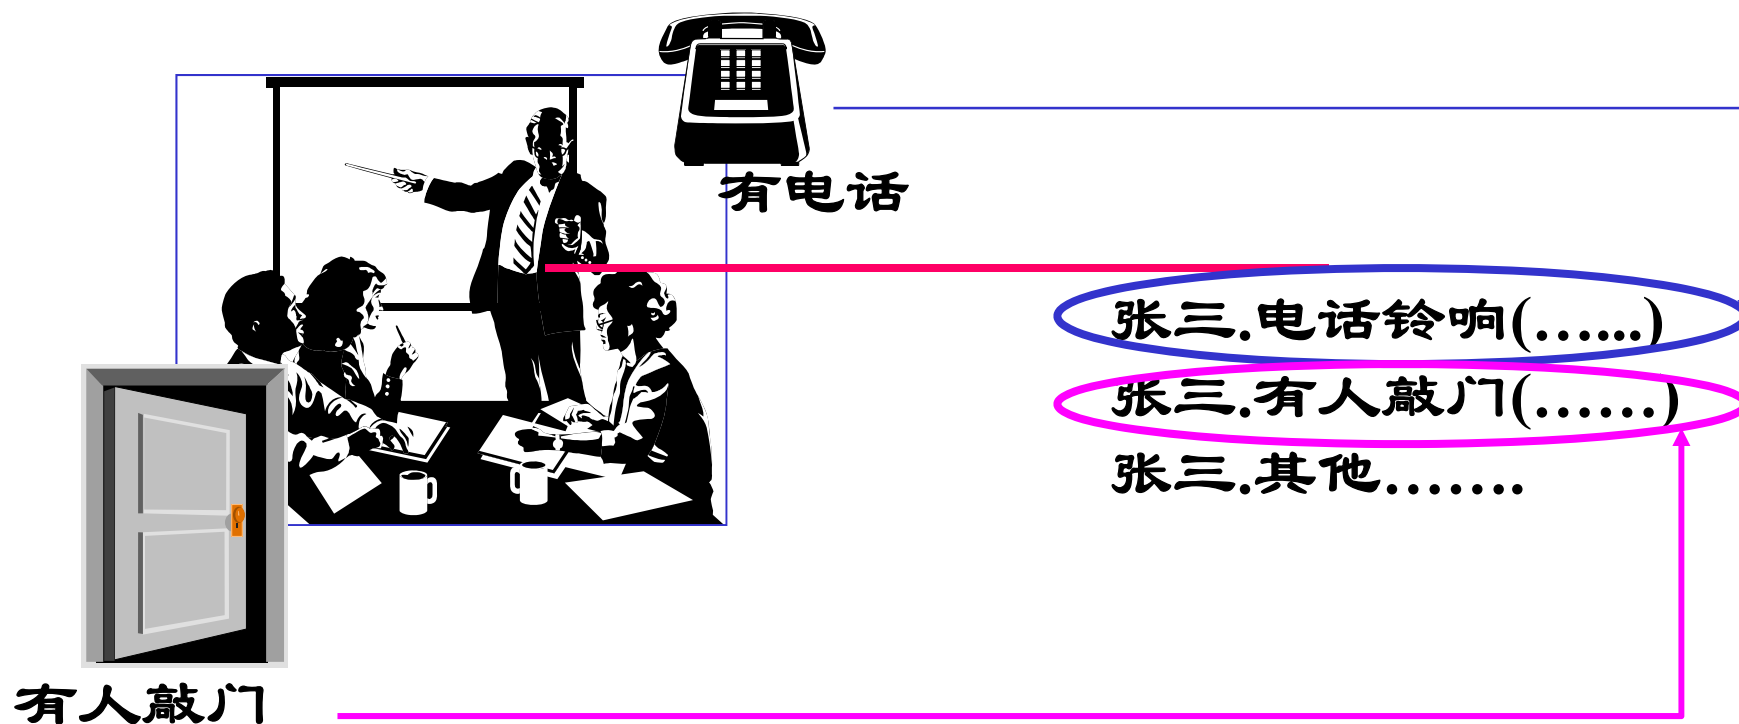 有电话
张三.电话铃响(…...)
张三.有人敲门(……)
张三.其他…….
有人敲门